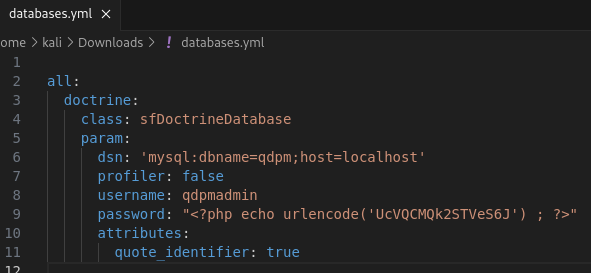 databases.yml ×
ome > kali > Downloads > ! databases.yml
1
2 all:
3 doctrine:
4 class: sfDoctrineDatabase
5 param:
6 dsn: 'mysql:dbname=qdpm;host=localhost'
7 profiler: false
8 username: qdpmadmin
9 password: "<?php echo urlencode('UcVQCMQk2STVeS6J') ; ?>"
10 attributes:
11 quote_identifier: true
12